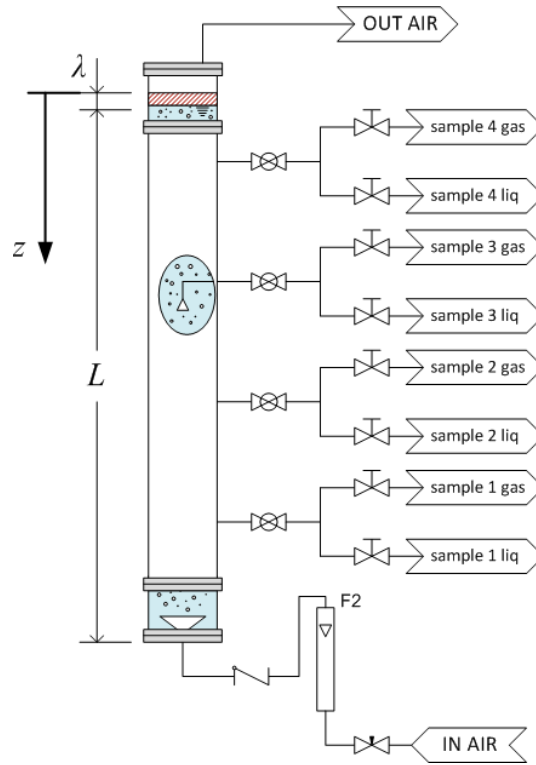 OUT AIR
λ
sample 4 gas
sample 4 liq
z
sample 3 gas
sample 3 liq
L
sample 2 gas
sample 2 liq
sample 1 gas
sample 1 liq
F2
IN AIR